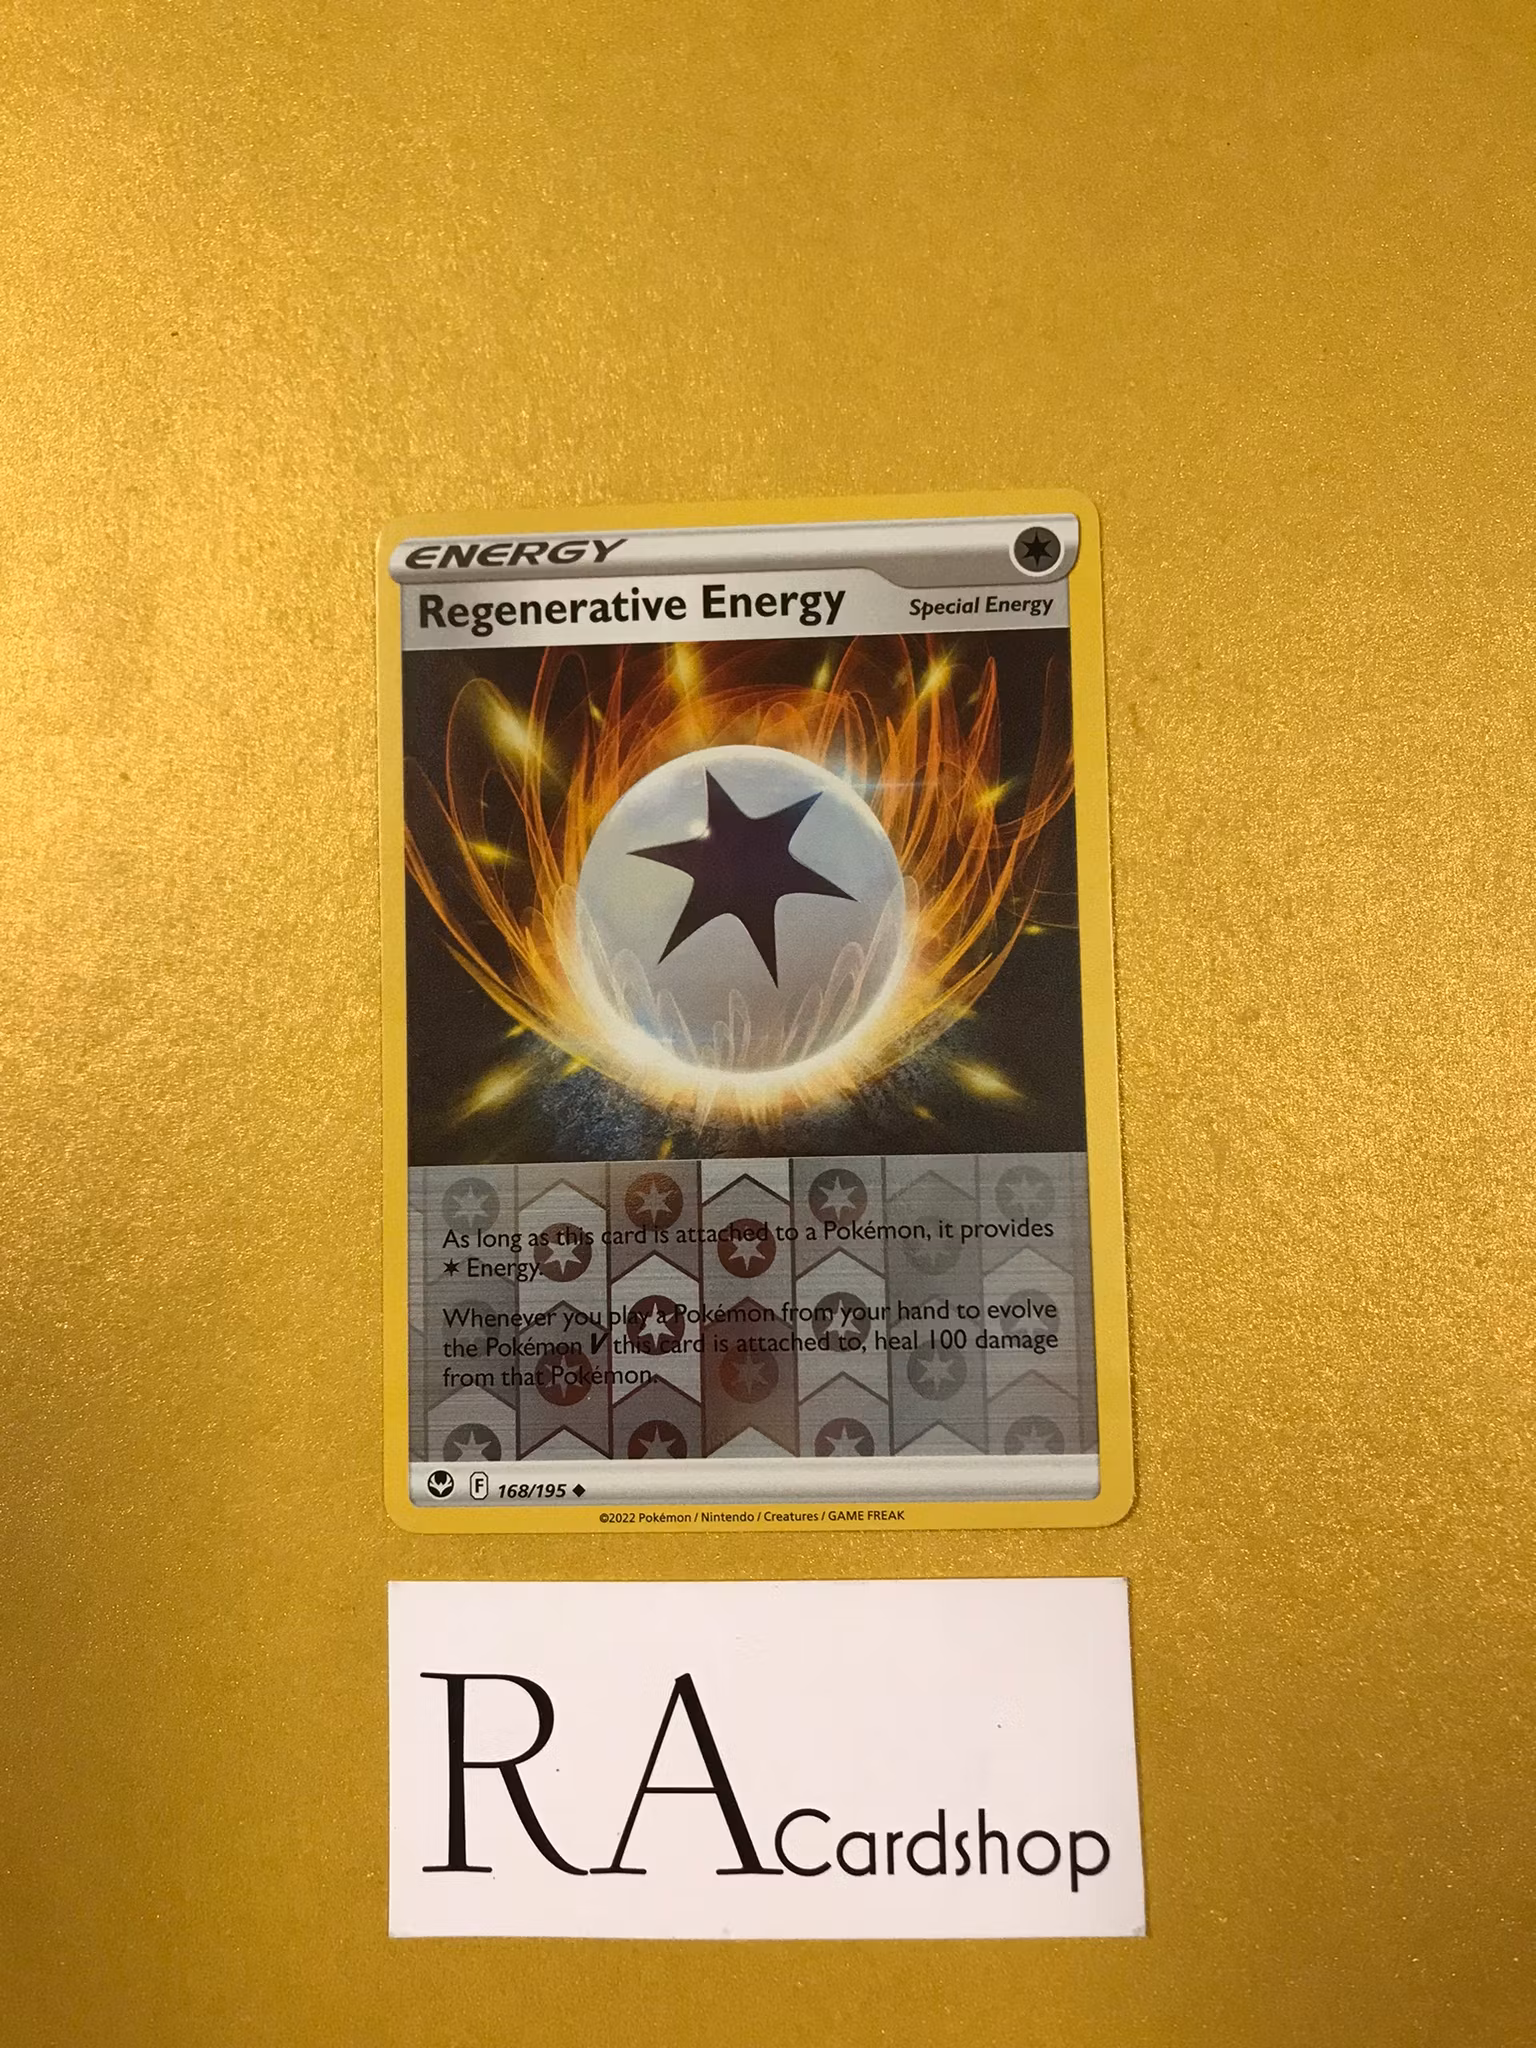 ENERGY
Regenerative Energy
Special Energy
As long as this card is attached to a Pokémon, it provides
Energy.
Whenever you play a Pokémon from your hand to evolve
the Pokémon V this card is attached to, heal 100 damage
from that Pokémon.
F 168/195
©2022 Pokémon / Nintendo / Creatures / GAME FREAK
RA Cardshop